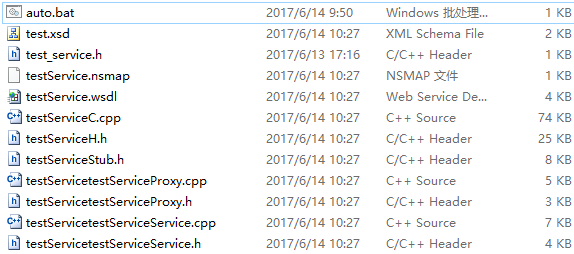 auto.bat 2017/6/14 9:50 Windows 批处理... 1 KB
test.xsd 2017/6/14 10:27 XML Schema File 2 KB
test_service.h 2017/6/13 17:16 C/C++ Header 1 KB
testService.nsmap 2017/6/14 10:27 NSMAP 文件 1 KB
testService.wsdl 2017/6/14 10:27 Web Service De... 4 KB
testServiceC.cpp 2017/6/14 10:27 C++ Source 74 KB
testServiceH.h 2017/6/14 10:27 C/C++ Header 25 KB
testServiceStub.h 2017/6/14 10:27 C/C++ Header 8 KB
testServicetestServiceProxy.cpp 2017/6/14 10:27 C++ Source 5 KB
testServicetestServiceProxy.h 2017/6/14 10:27 C/C++ Header 3 KB
testServicetestServiceService.cpp 2017/6/14 10:27 C++ Source 7 KB
testServicetestServiceService.h 2017/6/14 10:27 C/C++ Header 4 KB